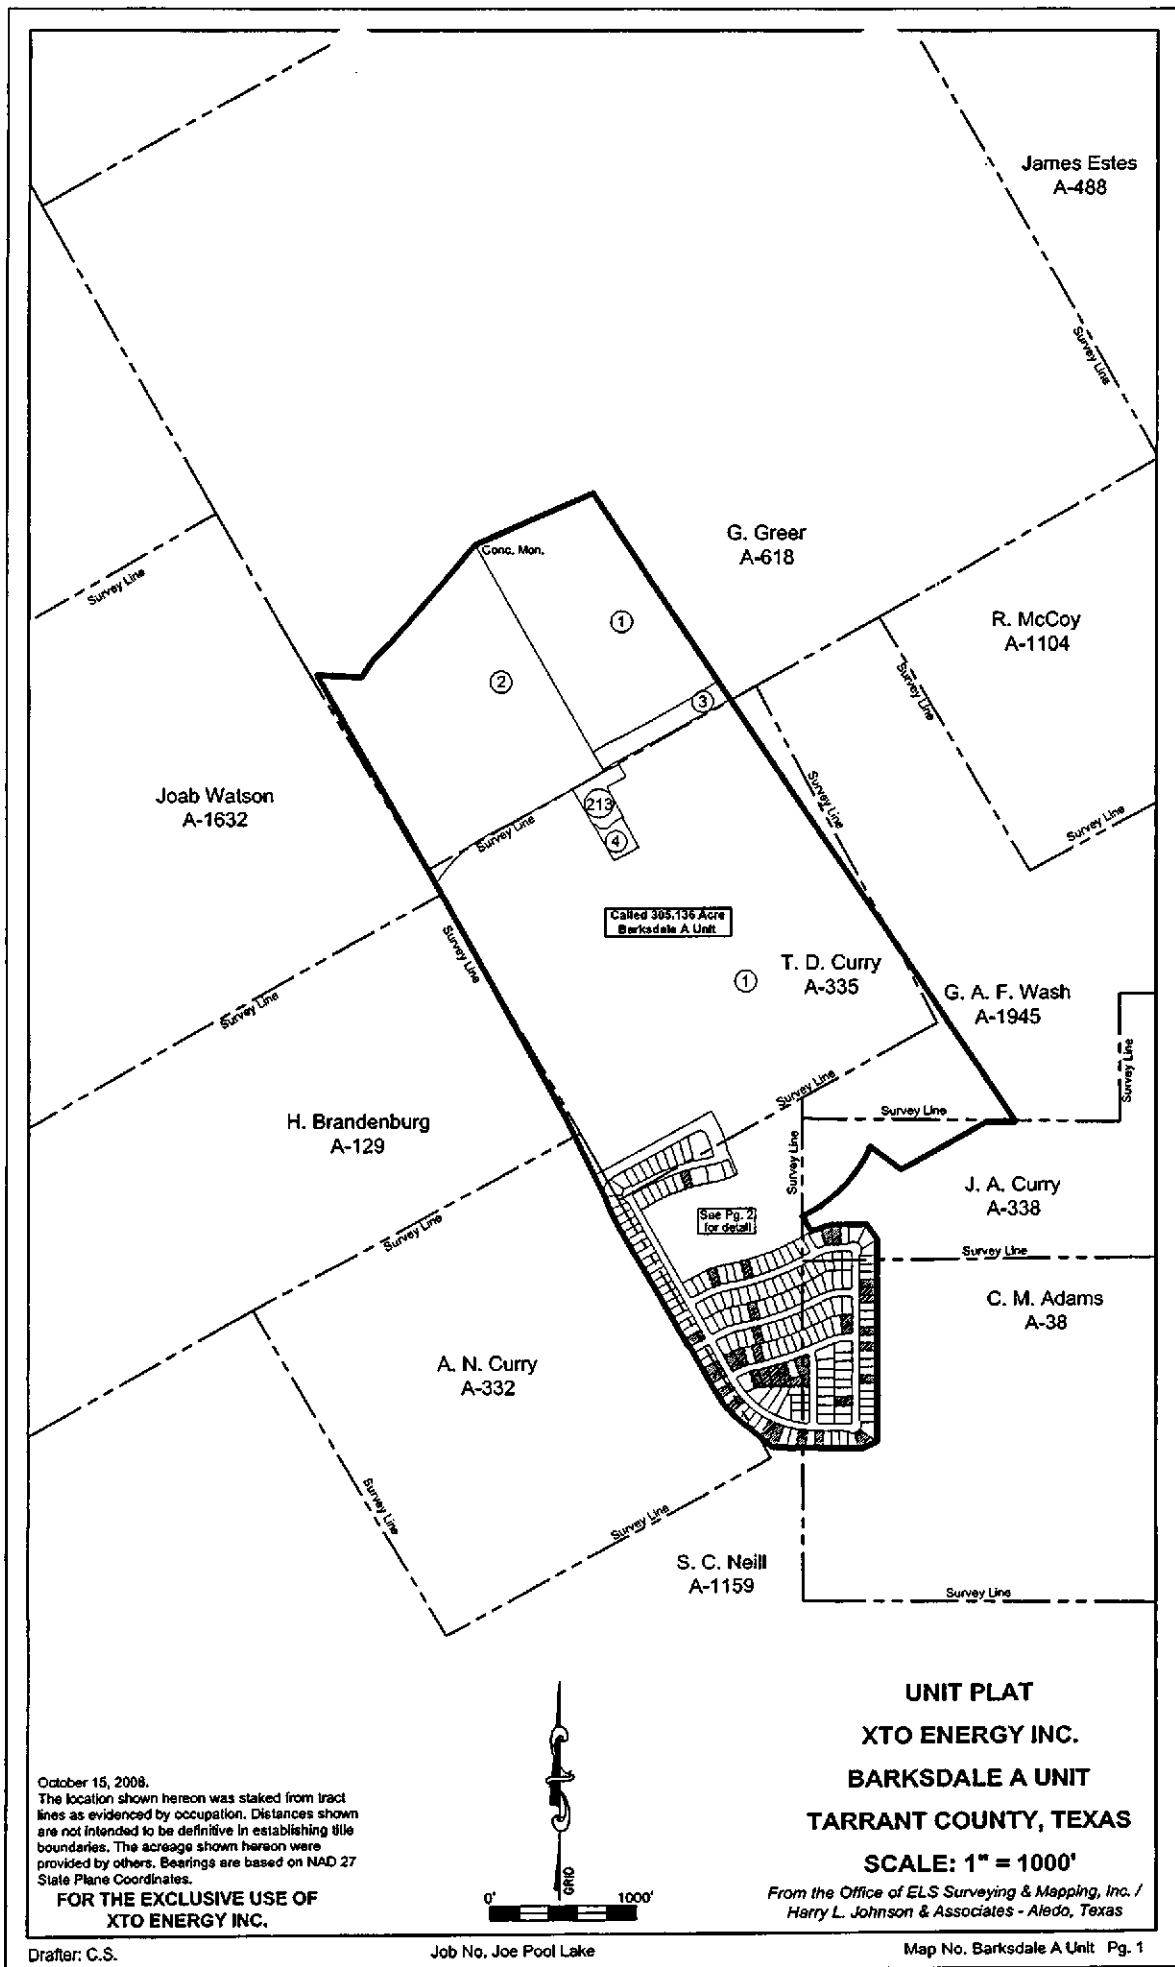 James Estes
A-488
Survey Line
G. Greer
A-618
Conc. Mon.
Survey Line
1
R. McCoy
A-1104
2
Survey Line
3
Joab Watson
A-1632
Survey Line
213
Survey Line
Survey Line
4
Called 305.136 Acre
Barksdale A Unit
Survey Line
T. D. Curry
A-335
1
G. A. F. Wash
A-1945
Survey Line
Survey Line
Survey Line
Survey Line
H. Brandenburg
A-129
Survey Line
J. A. Curry
A-338
See Pg. 2
for detail
Survey Line
Survey Line
C. M. Adams
A-38
A. N. Curry
A-332
Survey Line
Survey Line
S. C. Neill
A-1159
Survey Line
UNIT PLAT
XTO ENERGY INC.
BARKSDALE A UNIT
TARRANT COUNTY, TEXAS
SCALE: 1" = 1000'
From the Office of ELS Surveying & Mapping, Inc. /
Harry L. Johnson & Associates - Aledo, Texas
October 15, 2008.
The location shown hereon was staked from tract
lines as evidenced by occupation. Distances shown
are not intended to be definitive in establishing title
boundaries. The acreage shown hereon were
provided by others. Bearings are based on NAD 27
State Plane Coordinates.
FOR THE EXCLUSIVE USE OF
XTO ENERGY INC.
GRID
0' 1000'
Drafter: C.S.
Job No. Joe Pool Lake
Map No. Barksdale A Unit Pg. 1